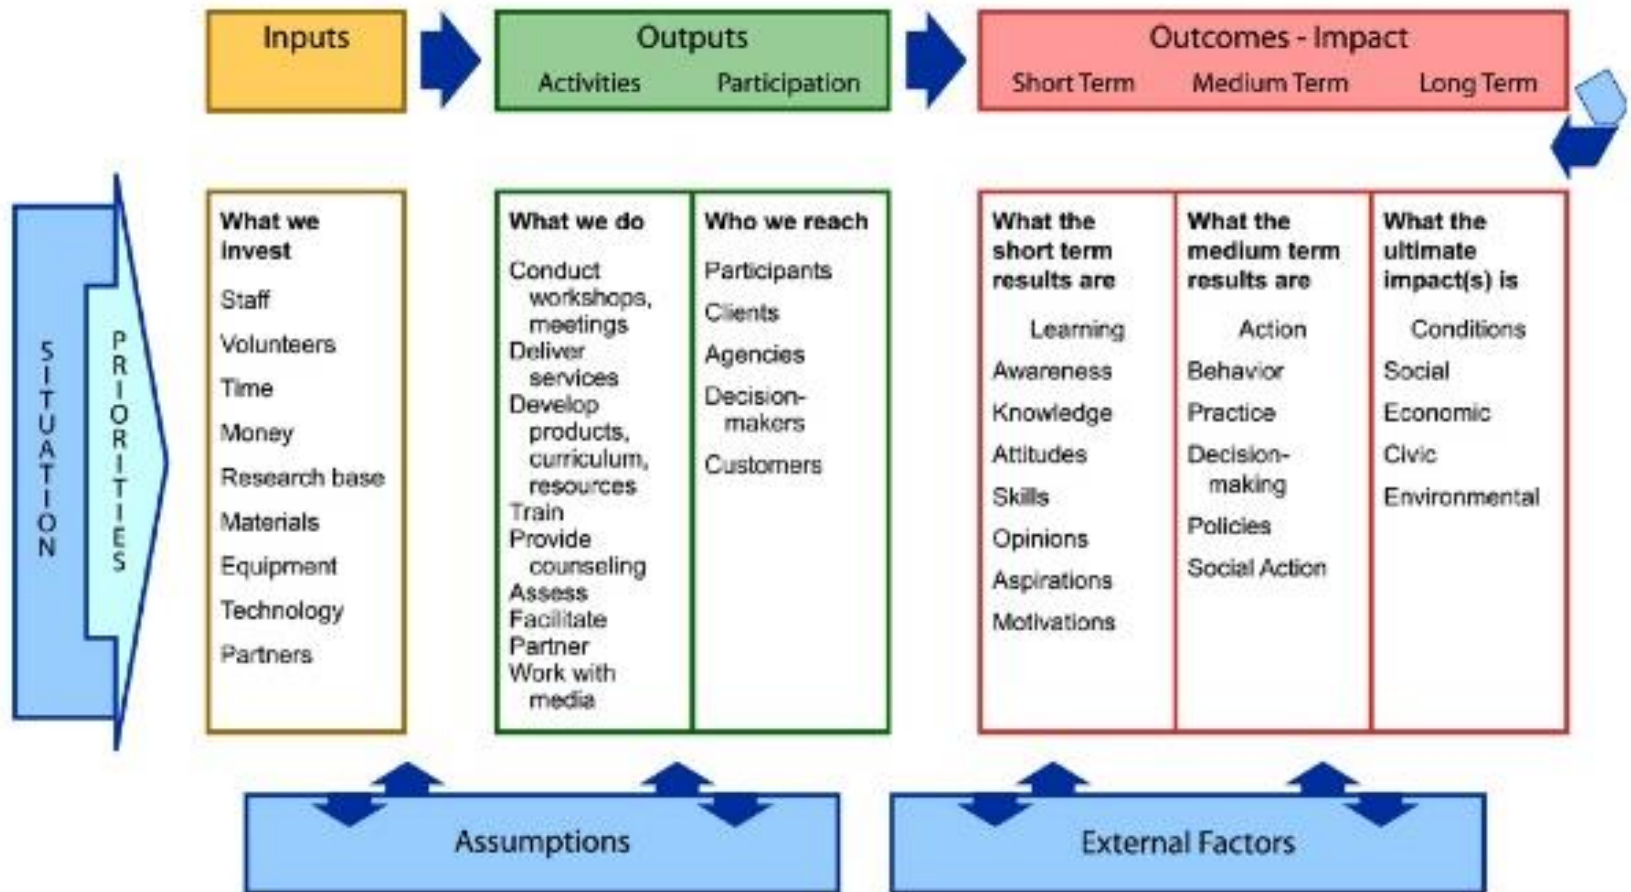 Inputs
Outputs
Activities Participation
Outcomes - Impact
Short Term Medium Term Long Term
SITUATION
PRIORITIES
What we
invest
Staff
Volunteers
Time
Money
Research base
Materials
Equipment
Technology
Partners
What we do
Conduct
workshops,
meetings
Deliver
services
Develop
products,
curriculum,
resources
Train
Provide
counseling
Assess
Facilitate
Partner
Work with
media
Who we reach
Participants
Clients
Agencies
Decision-
makers
Customers
What the
short term
results are
Learning
Awareness
Knowledge
Attitudes
Skills
Opinions
Aspirations
Motivations
What the
medium term
results are
Action
Behavior
Practice
Decision-
making
Policies
Social Action
What the
ultimate
impact(s) is
Conditions
Social
Economic
Civic
Environmental
Assumptions
External Factors